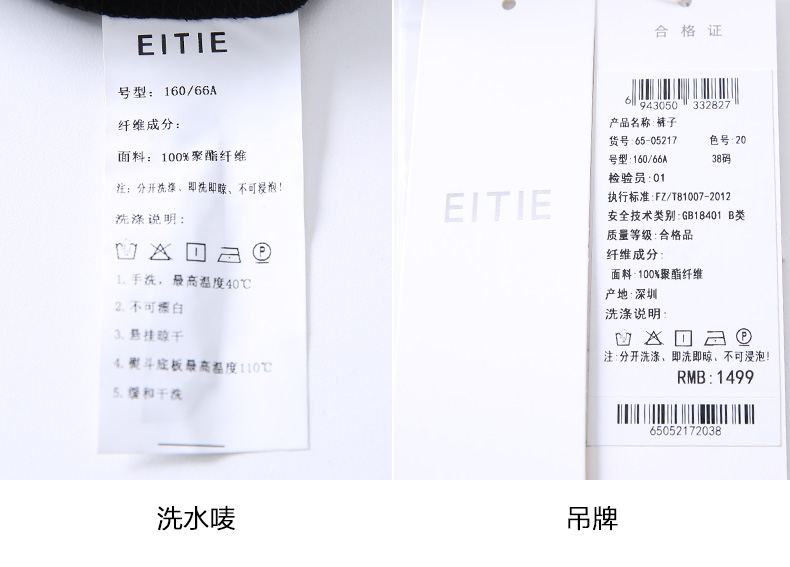 EITIE
号型：160/66A
纤维成分：
面料：100%聚酯纤维
注：分开洗涤、即洗即晾、不可浸泡！
洗涤说明：
P
1.手洗，最高温度40℃
2.不可漂白
3.悬挂晾干
4.熨斗底板最高温度110℃
5.缓和干洗
洗水唛
EITIE
合格证
6 943050 332827
产品名称:裤子
货号:65-05217 色号:20
号型:160/66A 38码
检验员:01
执行标准:FZ/T81007-2012
安全技术类别:GB18401 B类
质量等级:合格品
纤维成分:
面料:100%聚酯纤维
产地:深圳
洗涤说明:
P
注:分开洗涤、即洗即晾、不可浸泡!
RMB:1499
65052172038
吊牌